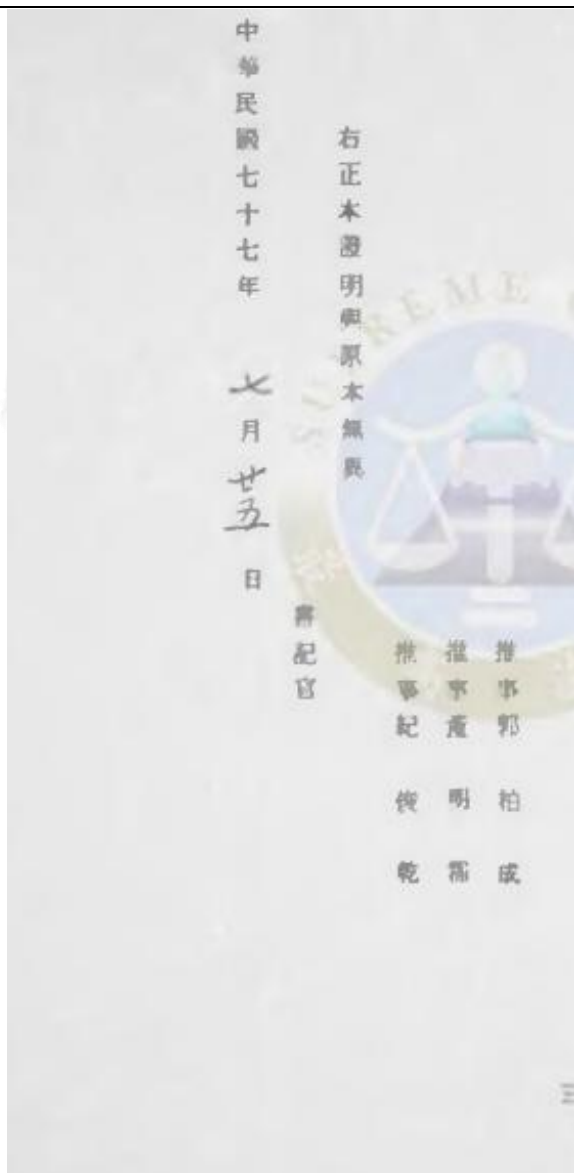 推事郭柏成
推事 明
推事紀俊乾
右正本證明與原本無異
書記官
中華民國七十七年 七月廿五日
三
SUPREME